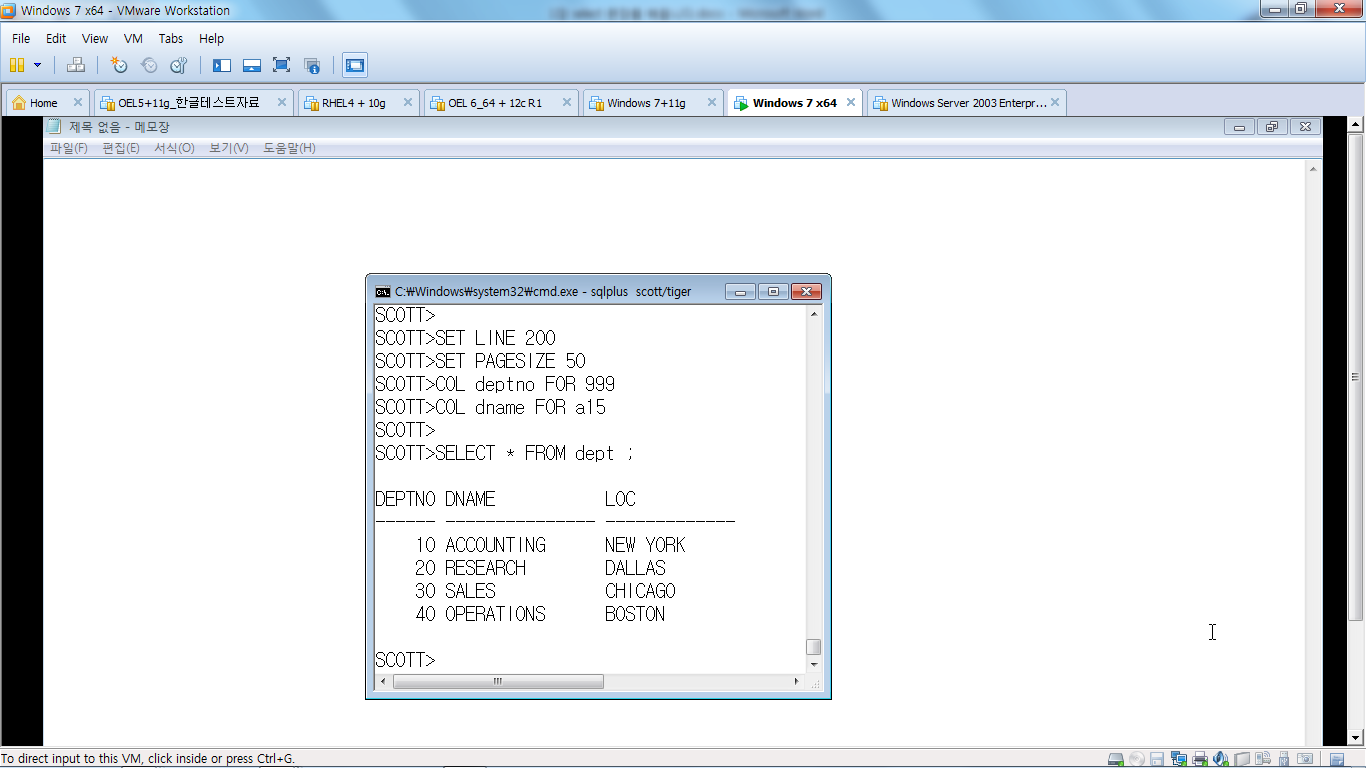 Windows 7 x64 - VMware Workstation
File Edit View VM Tabs Help
Home OEL5+11g_한글테스트자료 RHEL4 + 10g OEL 6_64 + 12c R1 Windows 7+11g Windows 7 x64 Windows Server 2003 Enterpr...
제목 없음 - 메모장
파일(F) 편집(E) 서식(O) 보기(V) 도움말(H)
C:₩Windows₩system32₩cmd.exe - sqlplus scott/tiger
SCOTT>
SCOTT>SET LINE 200
SCOTT>SET PAGESIZE 50
SCOTT>COL deptno FOR 999
SCOTT>COL dname FOR a15
SCOTT>
SCOTT>SELECT * FROM dept ;
DEPTNO DNAME LOC
------ --------------- -------------
10 ACCOUNTING NEW YORK
20 RESEARCH DALLAS
30 SALES CHICAGO
40 OPERATIONS BOSTON
SCOTT>
To direct input to this VM, click inside or press Ctrl+G.